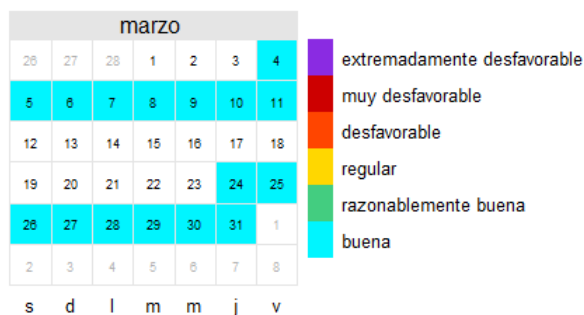 marzo
26 27 28 1 2 3 4
5 6 7 8 9 10 11
12 13 14 15 16 17 18
19 20 21 22 23 24 25
26 27 28 29 30 31 1
2 3 4 5 6 7 8
s d l m m j v
extremadamente desfavorable
muy desfavorable
desfavorable
regular
razonablemente buena
buena